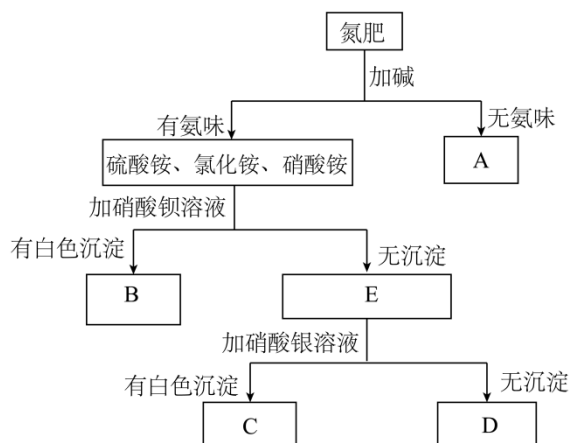 氮肥
加碱
有氨味
无氨味
硫酸铵、氯化铵、硝酸铵
A
加硝酸钡溶液
有白色沉淀
无沉淀
B
E
加硝酸银溶液
有白色沉淀
无沉淀
C
D